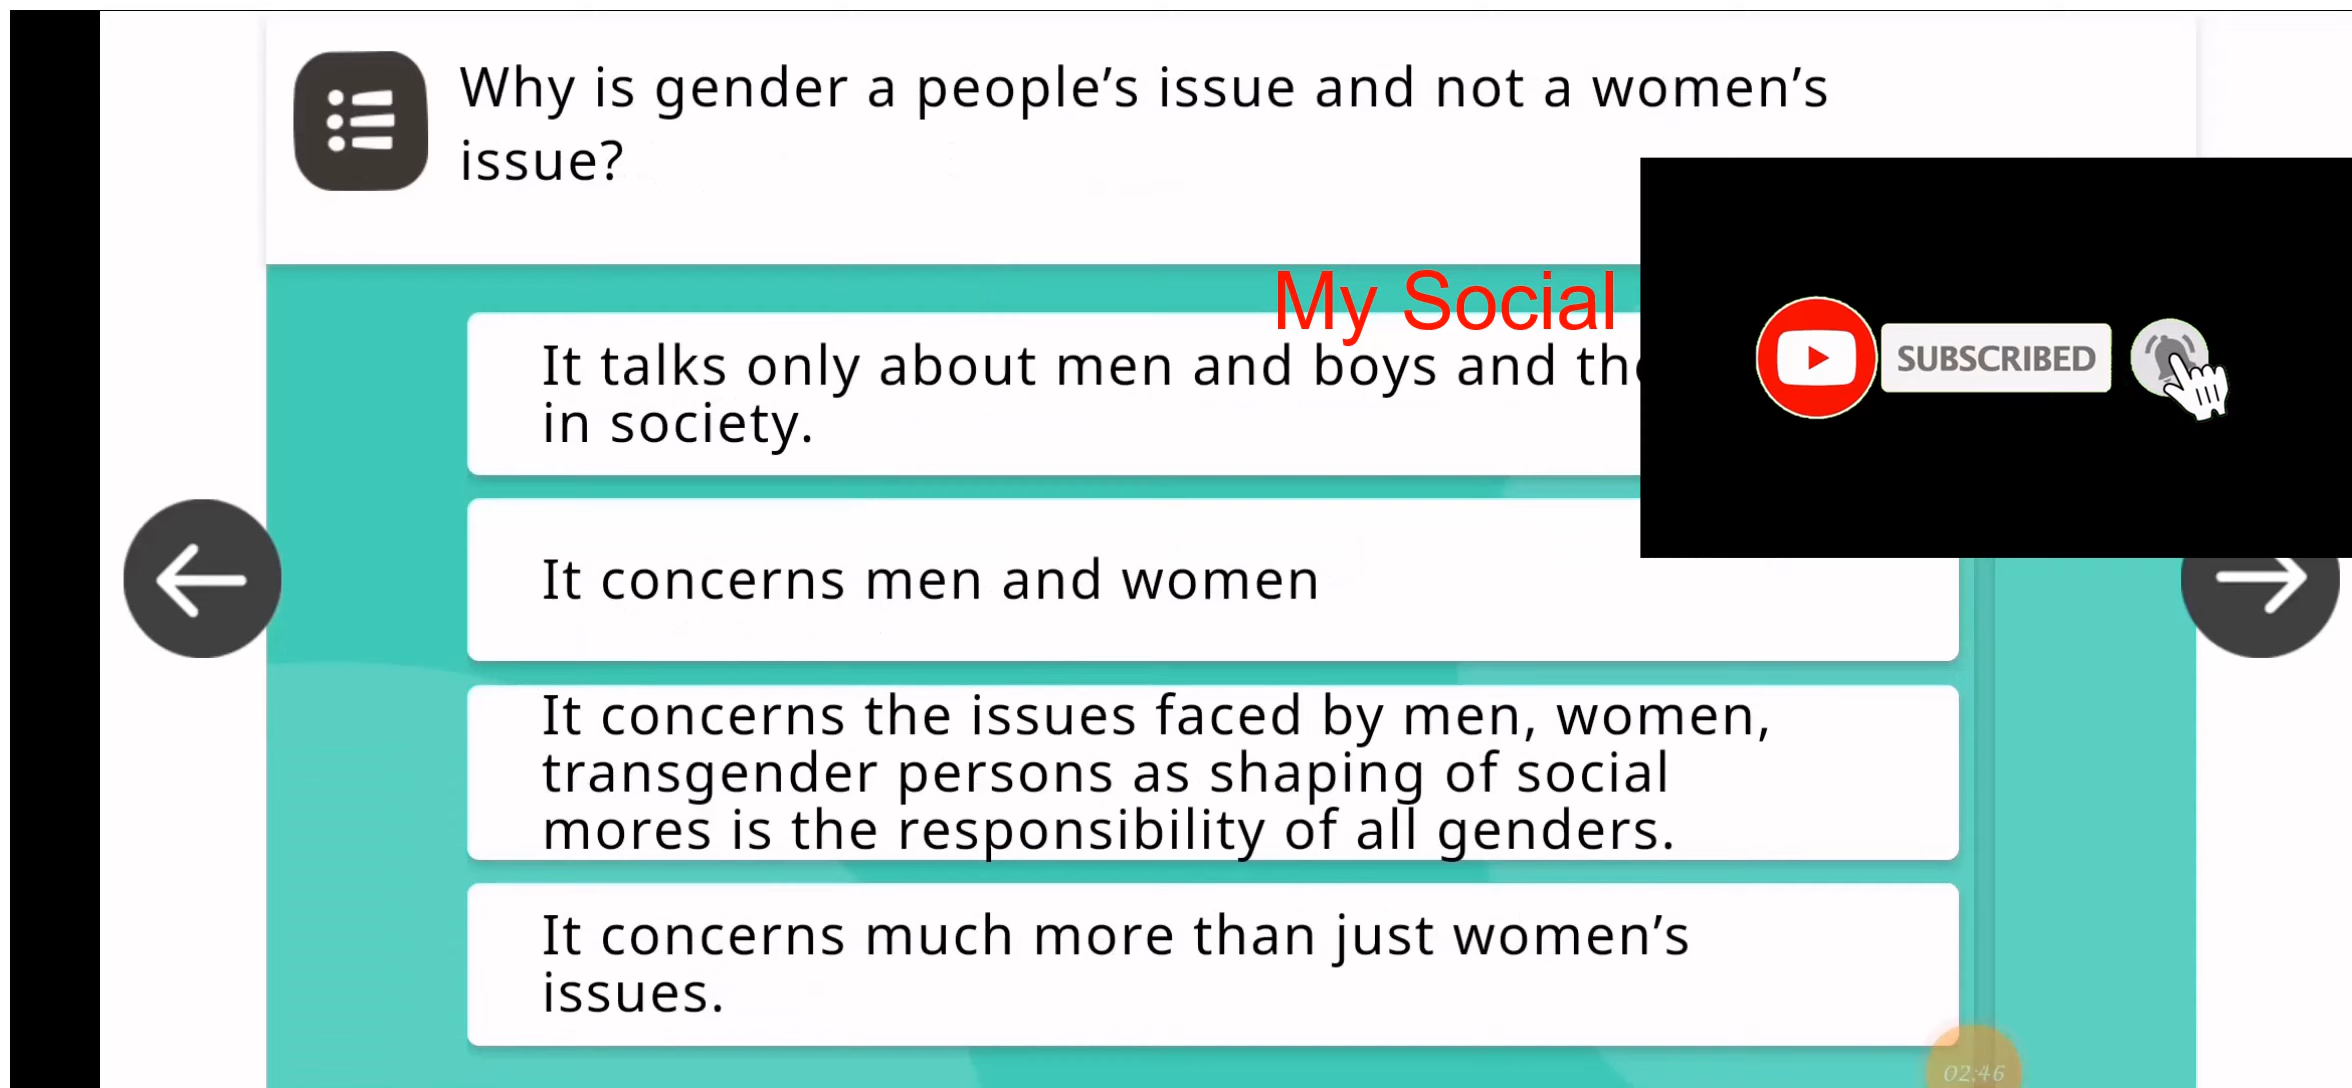 Why is gender a people’s issue and not a women’s
issue?
My Social
It talks only about men and boys and
in society.
SUBSCRIBED
It concerns men and women
It concerns the issues faced by men, women,
transgender persons as shaping of social
mores is the responsibility of all genders.
It concerns much more than just women’s
issues.
02:46